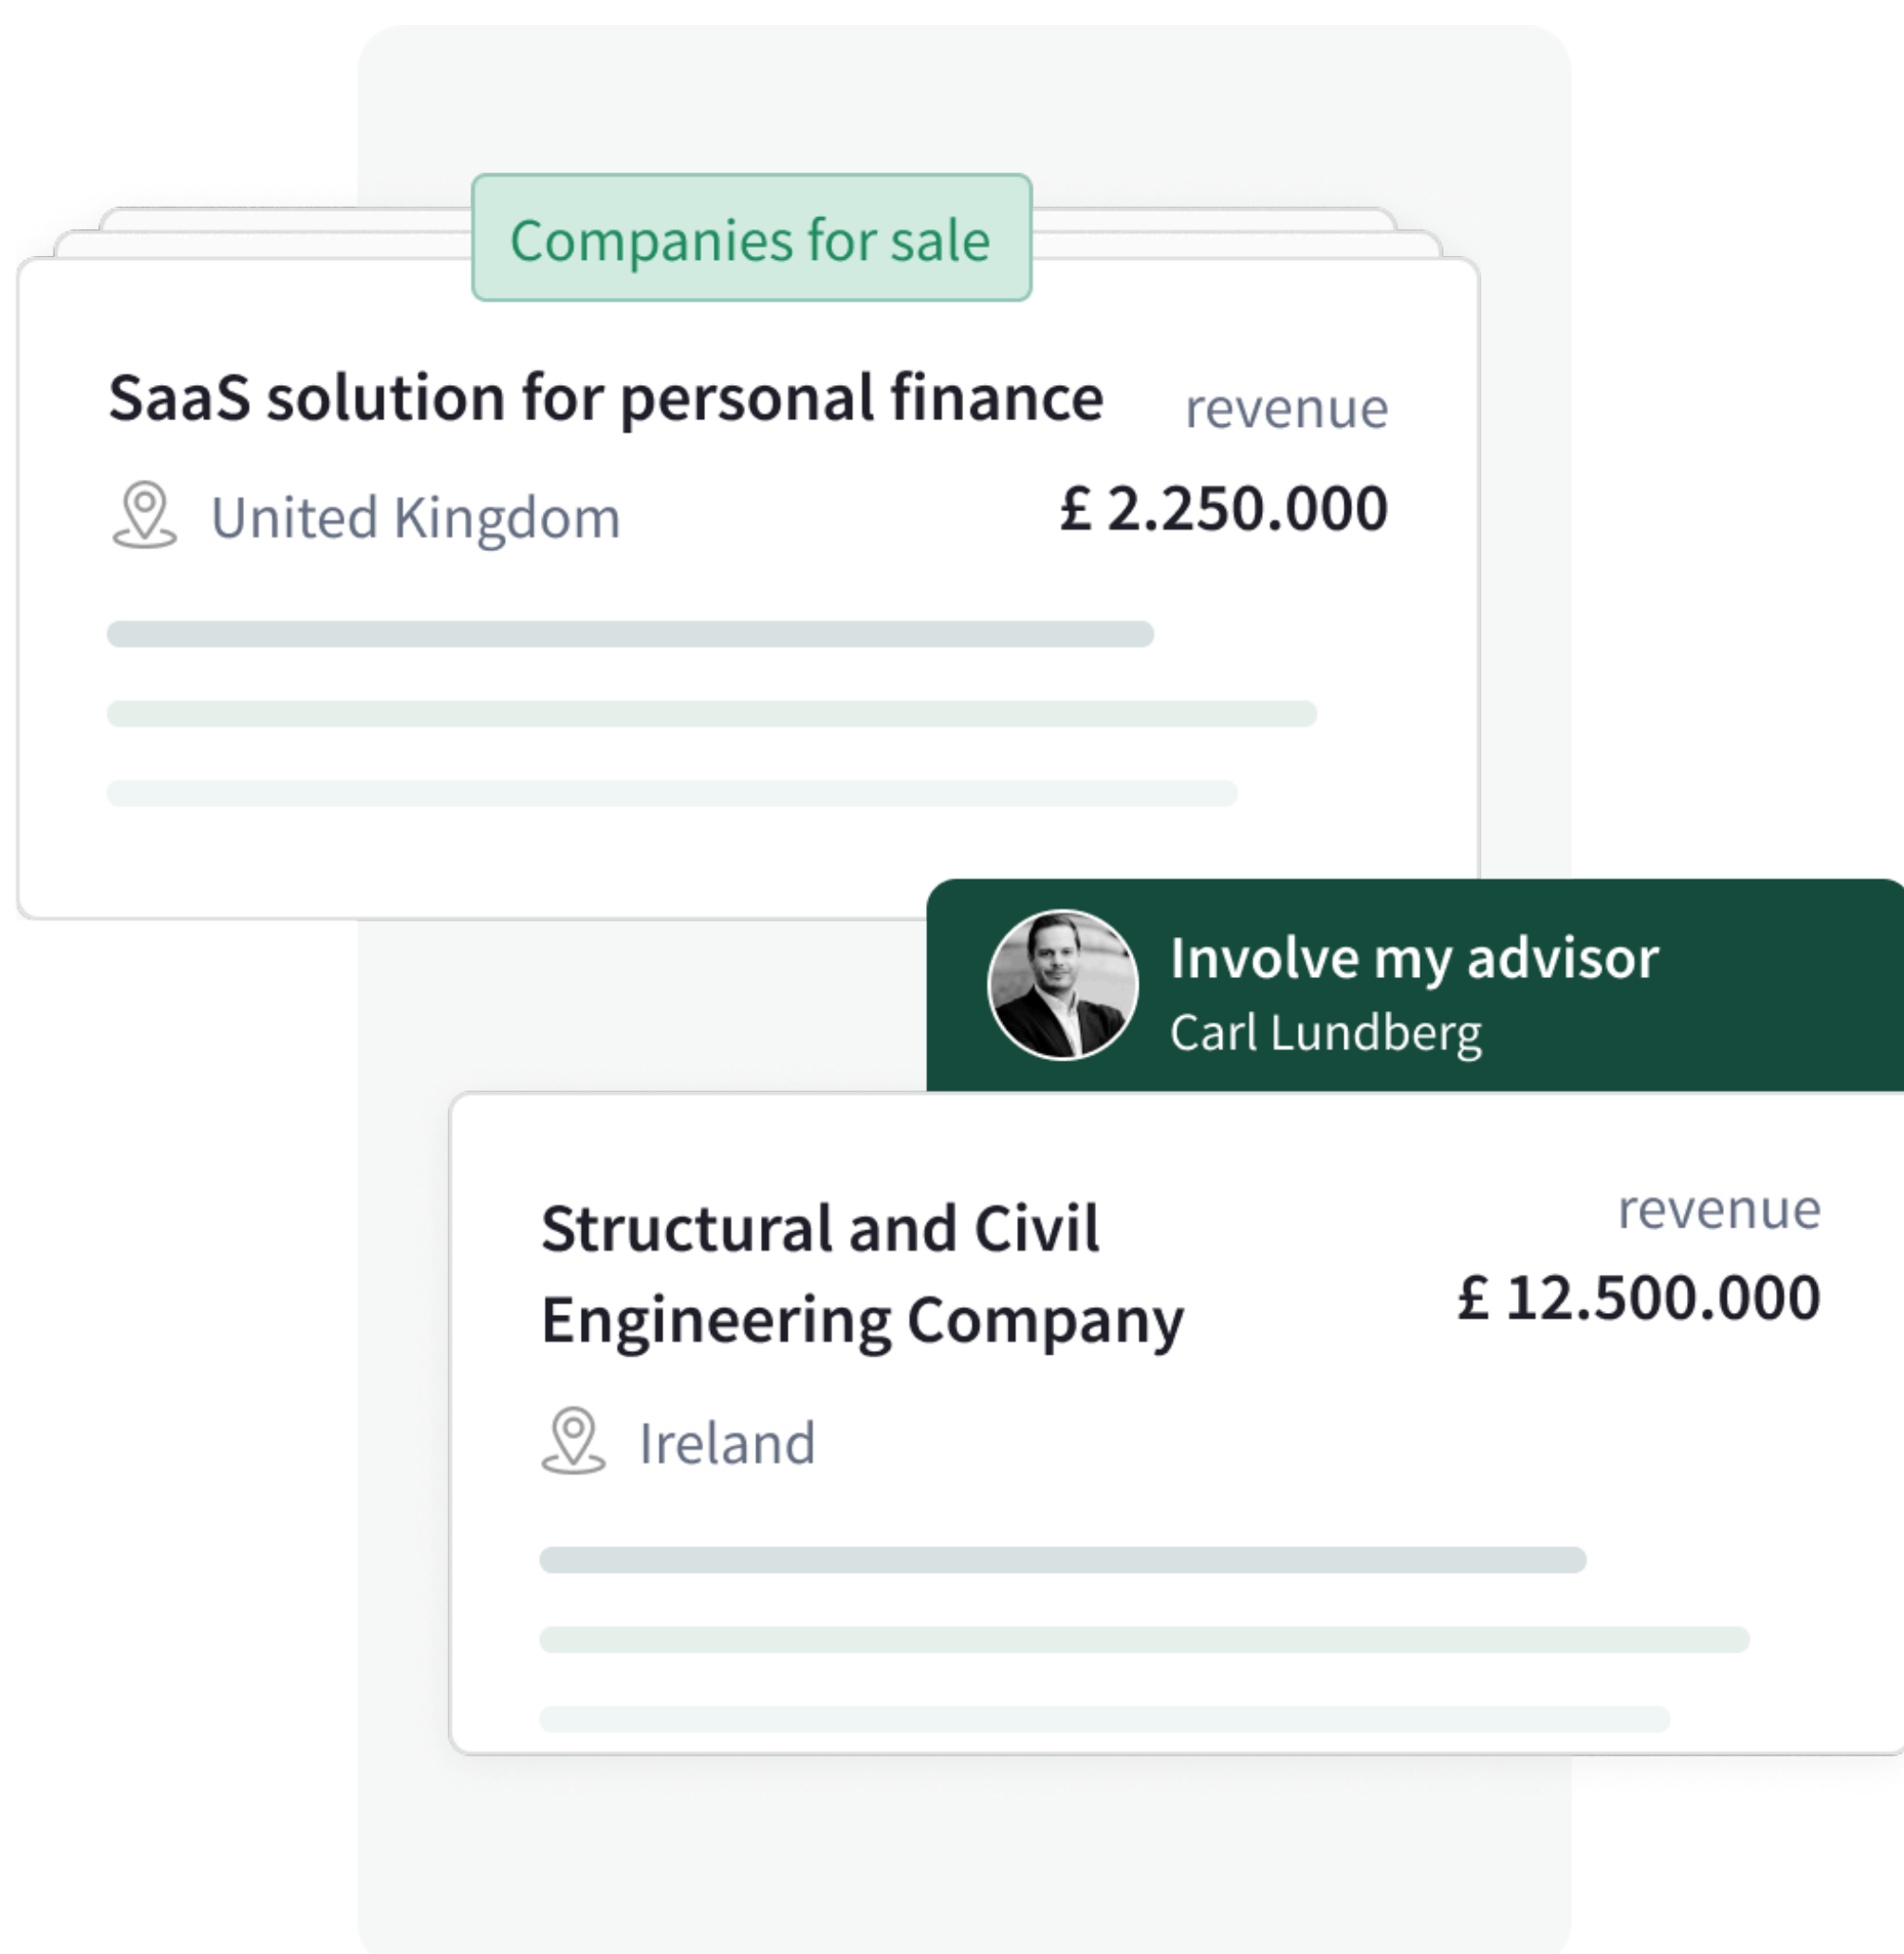 Companies for sale
SaaS solution for personal finance
revenue
United Kingdom
£ 2.250.000
Involve my advisor
Carl Lundberg
Structural and Civil
Engineering Company
revenue
£ 12.500.000
Ireland